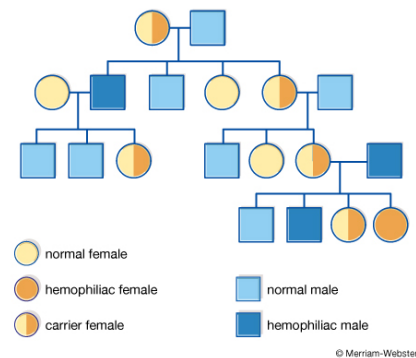 normal female
hemophiliac female
carrier female
normal male
hemophiliac male
© Merriam-Webster